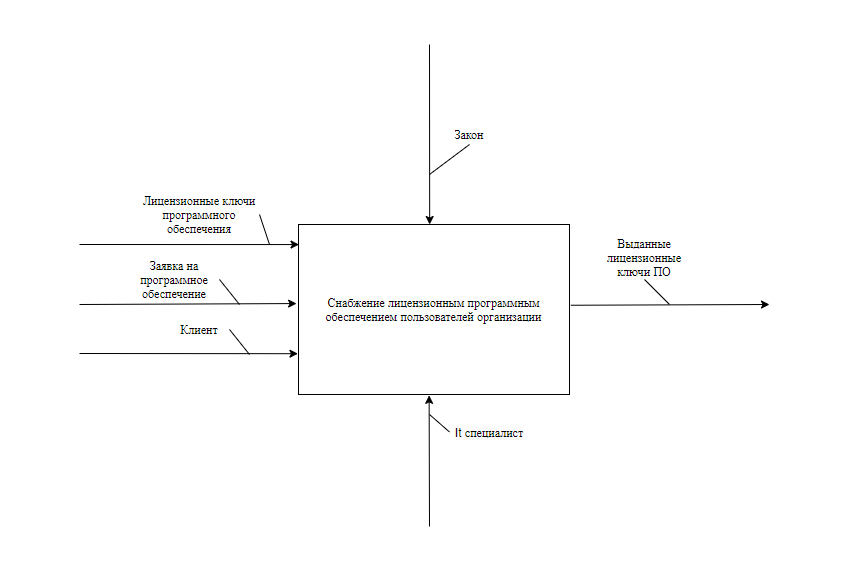 Закон
Лицензионные ключи
программного
обеспечения
Заявка на
программное
обеспечение
Клиент
Снабжение лицензионным программным
обеспечением пользователей организации
Выданные
лицензионные
ключи ПО
It специалист